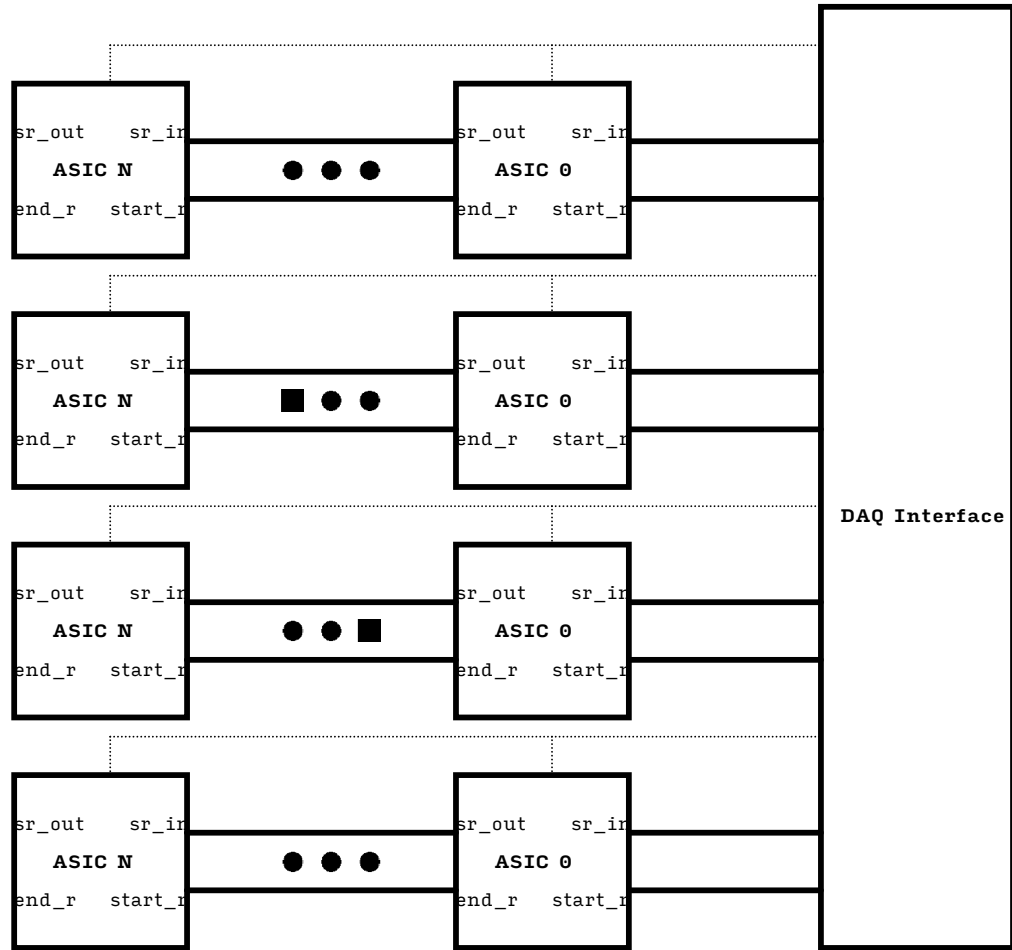 sr_out sr_in sr_out sr_in
ASIC N ASIC 0
end_r start_r end_r start_r
sr_out sr_in sr_out sr_in
ASIC N ASIC 0
end_r start_r end_r start_r
DAQ Interface
sr_out sr_in sr_out sr_in
ASIC N ASIC 0
end_r start_r end_r start_r
sr_out sr_in sr_out sr_in
ASIC N ASIC 0
end_r start_r end_r start_r